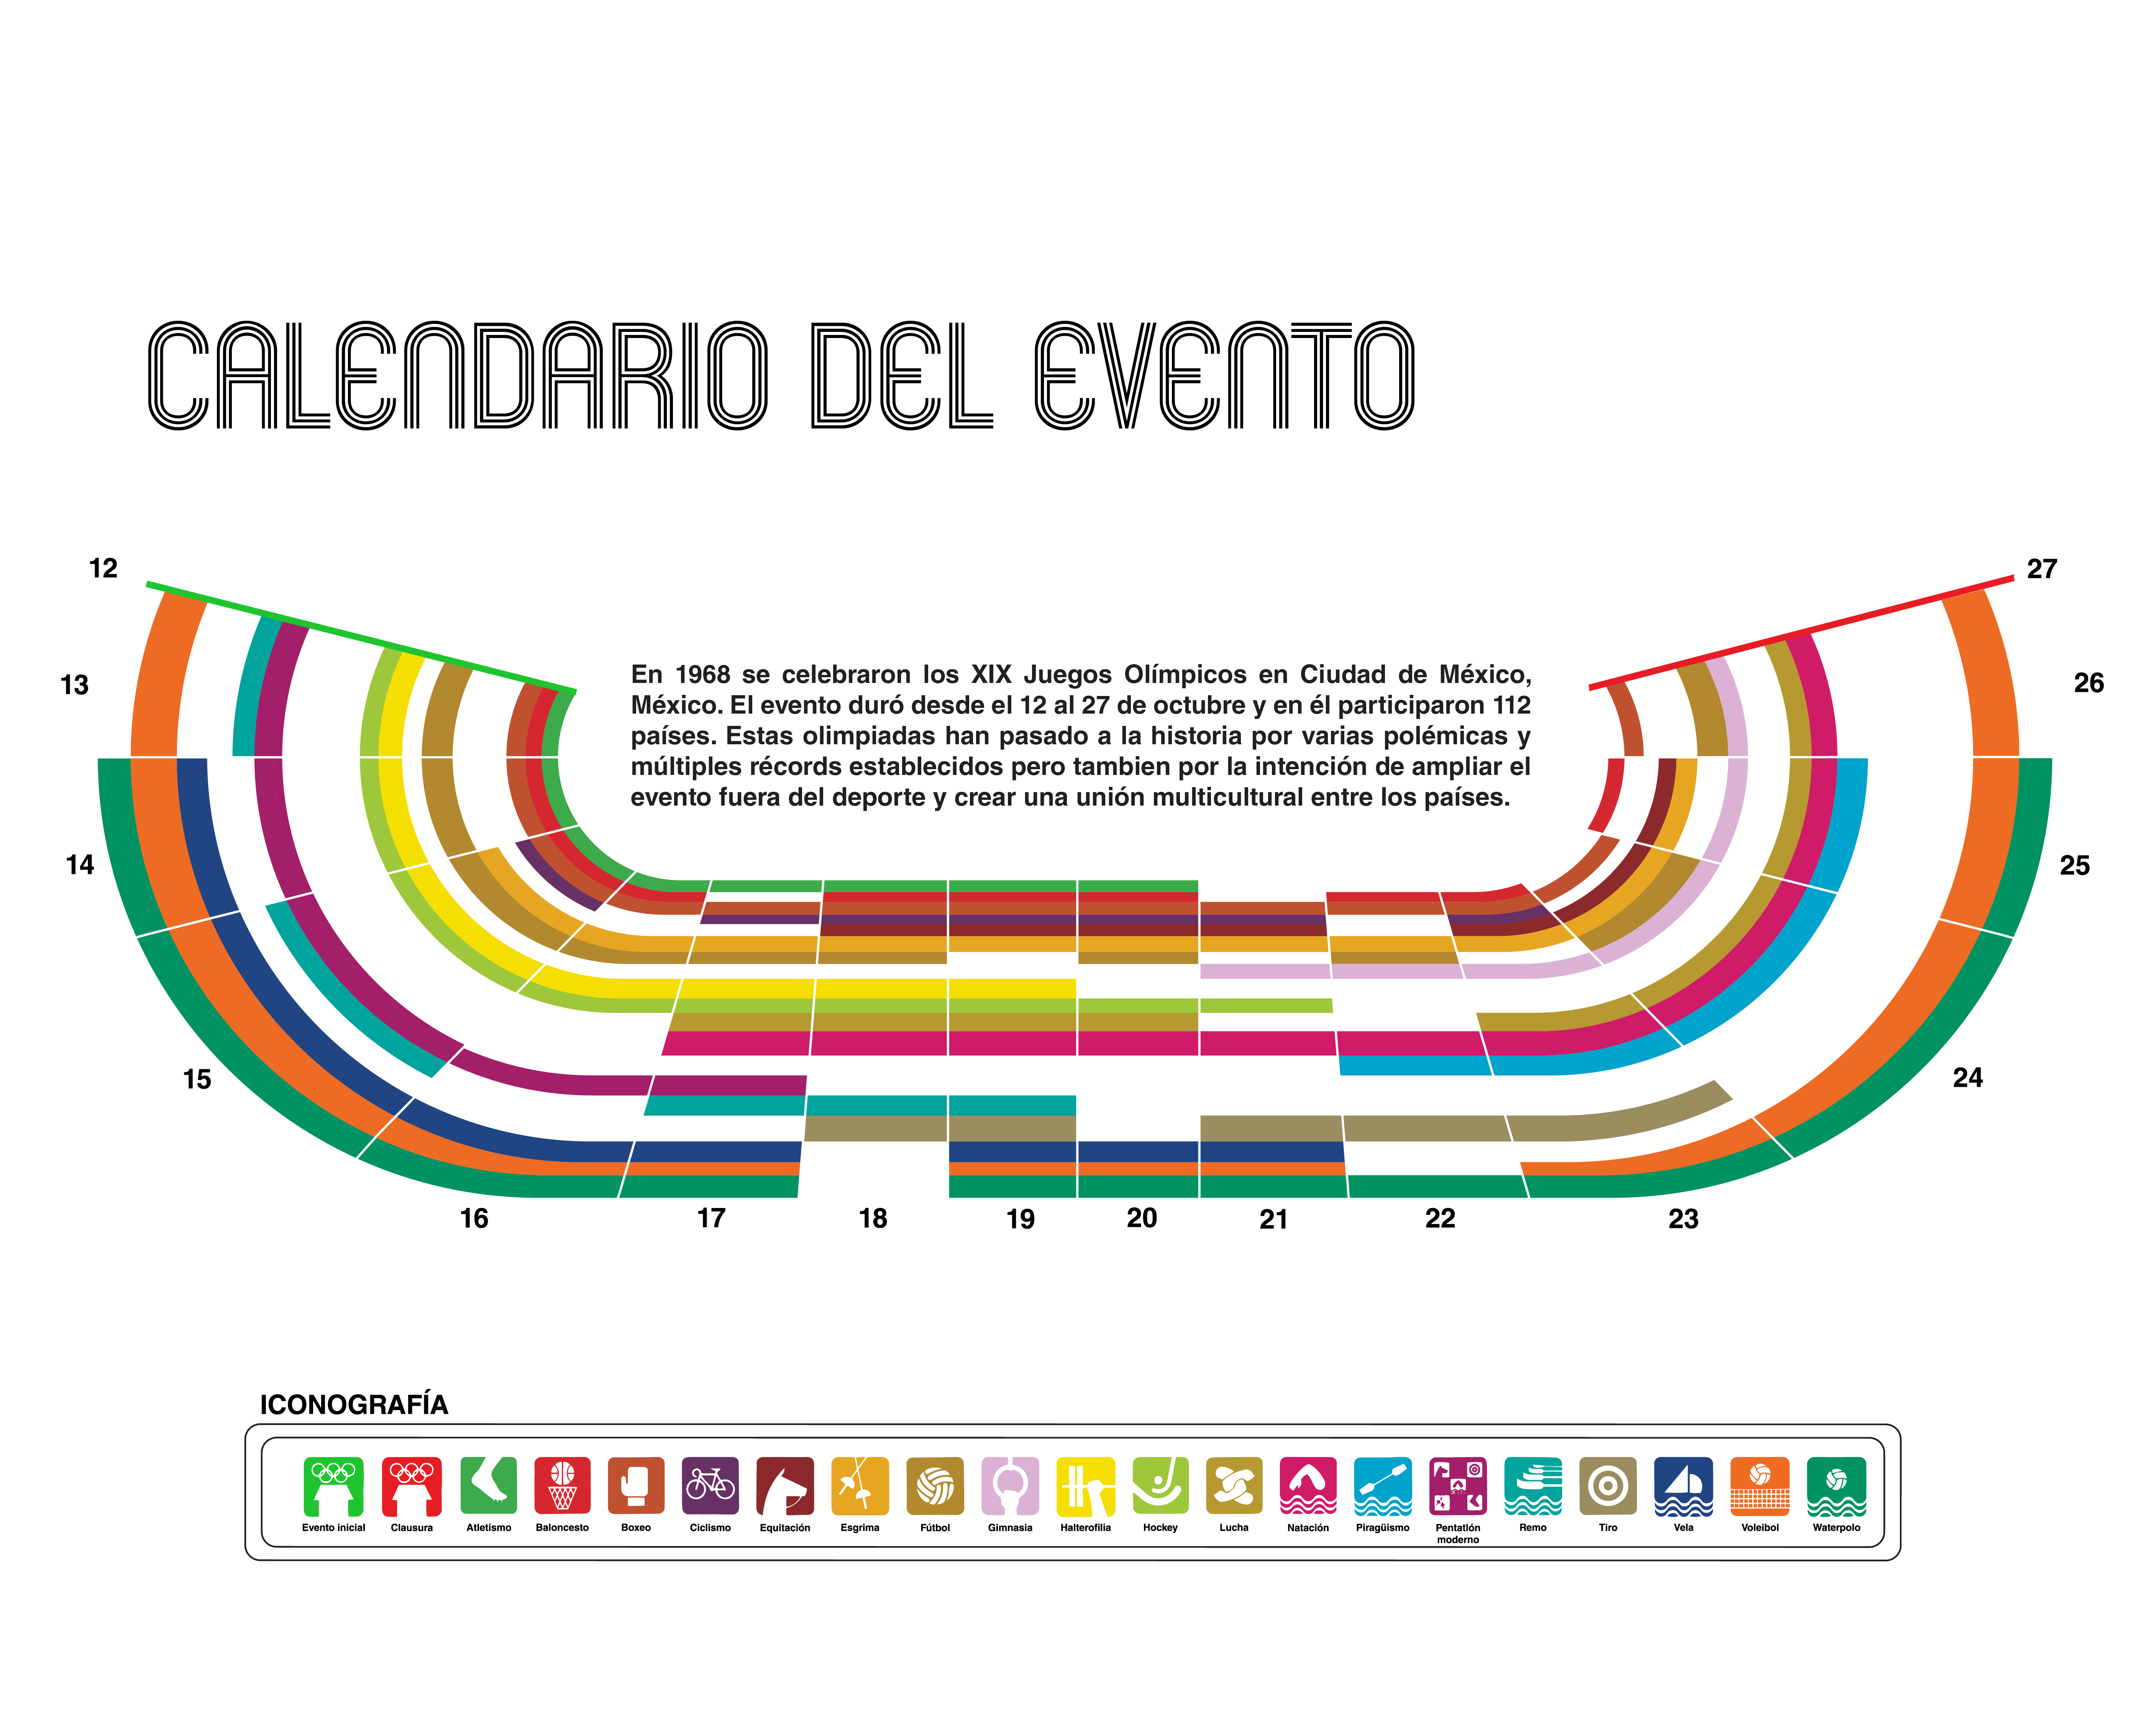 CALENDARIO DEL EVENTO
12
27
En 1968 se celebraron los XIX Juegos Olímpicos en Ciudad de México,
México. El evento duró desde el 12 al 27 de octubre y en él participaron 112
países. Estas olimpiadas han pasado a la historia por varias polémicas y
múltiples récords establecidos pero tambien por la intención de ampliar el
evento fuera del deporte y crear una unión multicultural entre los países.
13
26
14
25
15
24
16
17
18
19
20
21
22
23
ICONOGRAFÍA
Evento inicial
Clausura
Atletismo
Baloncesto
Boxeo
Ciclismo
Equitación
Esgrima
Fútbol
Gimnasia
Halterofilia
Hockey
Lucha
Natación
Piragüismo
Pentatlón
moderno
Remo
Tiro
Vela
Voleibol
Waterpolo